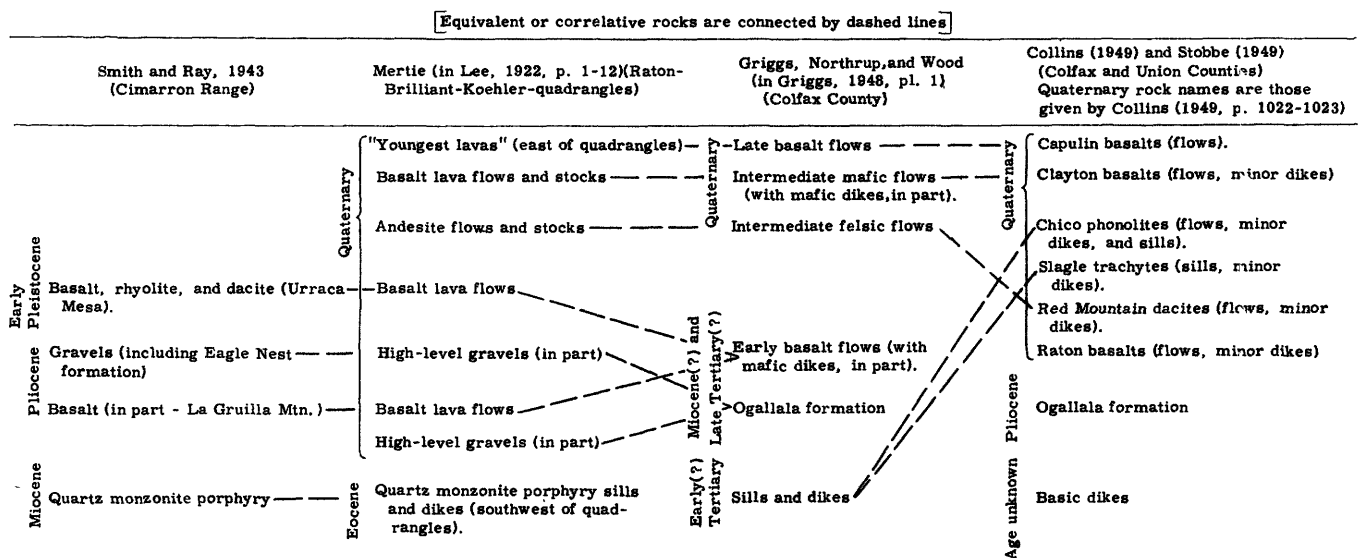 [Equivalent or correlative rocks are connected by dashed lines]
Smith and Ray, 1943
(Cimarron Range)
Mertie (in Lee, 1922, p. 1-12)(Raton-
Brilliant-Koehler-quadrangles)
Griggs, Northrup,and Wood
(in Griggs, 1948, pl. 1)
(Colfax County)
Collins (1949) and Stobbe (1949)
(Colfax and Union Counties)
Quaternary rock names are those
given by Collins (1949, p. 1022-1023)
Early
Pleistocene
Basalt, rhyolite, and dacite (Urraca
Mesa).
Pliocene
Gravels (including Eagle Nest
formation)
Basalt (in part - La Gruilla Mtn.)
Miocene
Quartz monzonite porphyry
Quaternary
"Youngest lavas" (east of quadrangles)
Basalt lava flows and stocks
Andesite flows and stocks
Basalt lava flows
High-level gravels (in part)
Basalt lava flows
High-level gravels (in part)
Eocene
Quartz monzonite porphyry sills
and dikes (southwest of quad-
rangles).
Quaternary
Late basalt flows
Intermediate mafic flows
(with mafic dikes,in part).
Intermediate felsic flows
Miocene(?) and
Late Tertiary(?)
Early basalt flows (with
mafic dikes, in part).
Ogallala formation
Early(?)
Tertiary
Sills and dikes
Quaternary
Capulin basalts (flows).
Clayton basalts (flows, minor dikes)
Chico phonolites (flows, minor
dikes, and sills).
Slagle trachytes (sills, minor
dikes).
Red Mountain dacites (flows, minor
dikes).
Raton basalts (flows, minor dikes)
Pliocene
Ogallala formation
Age unknown
Basic dikes